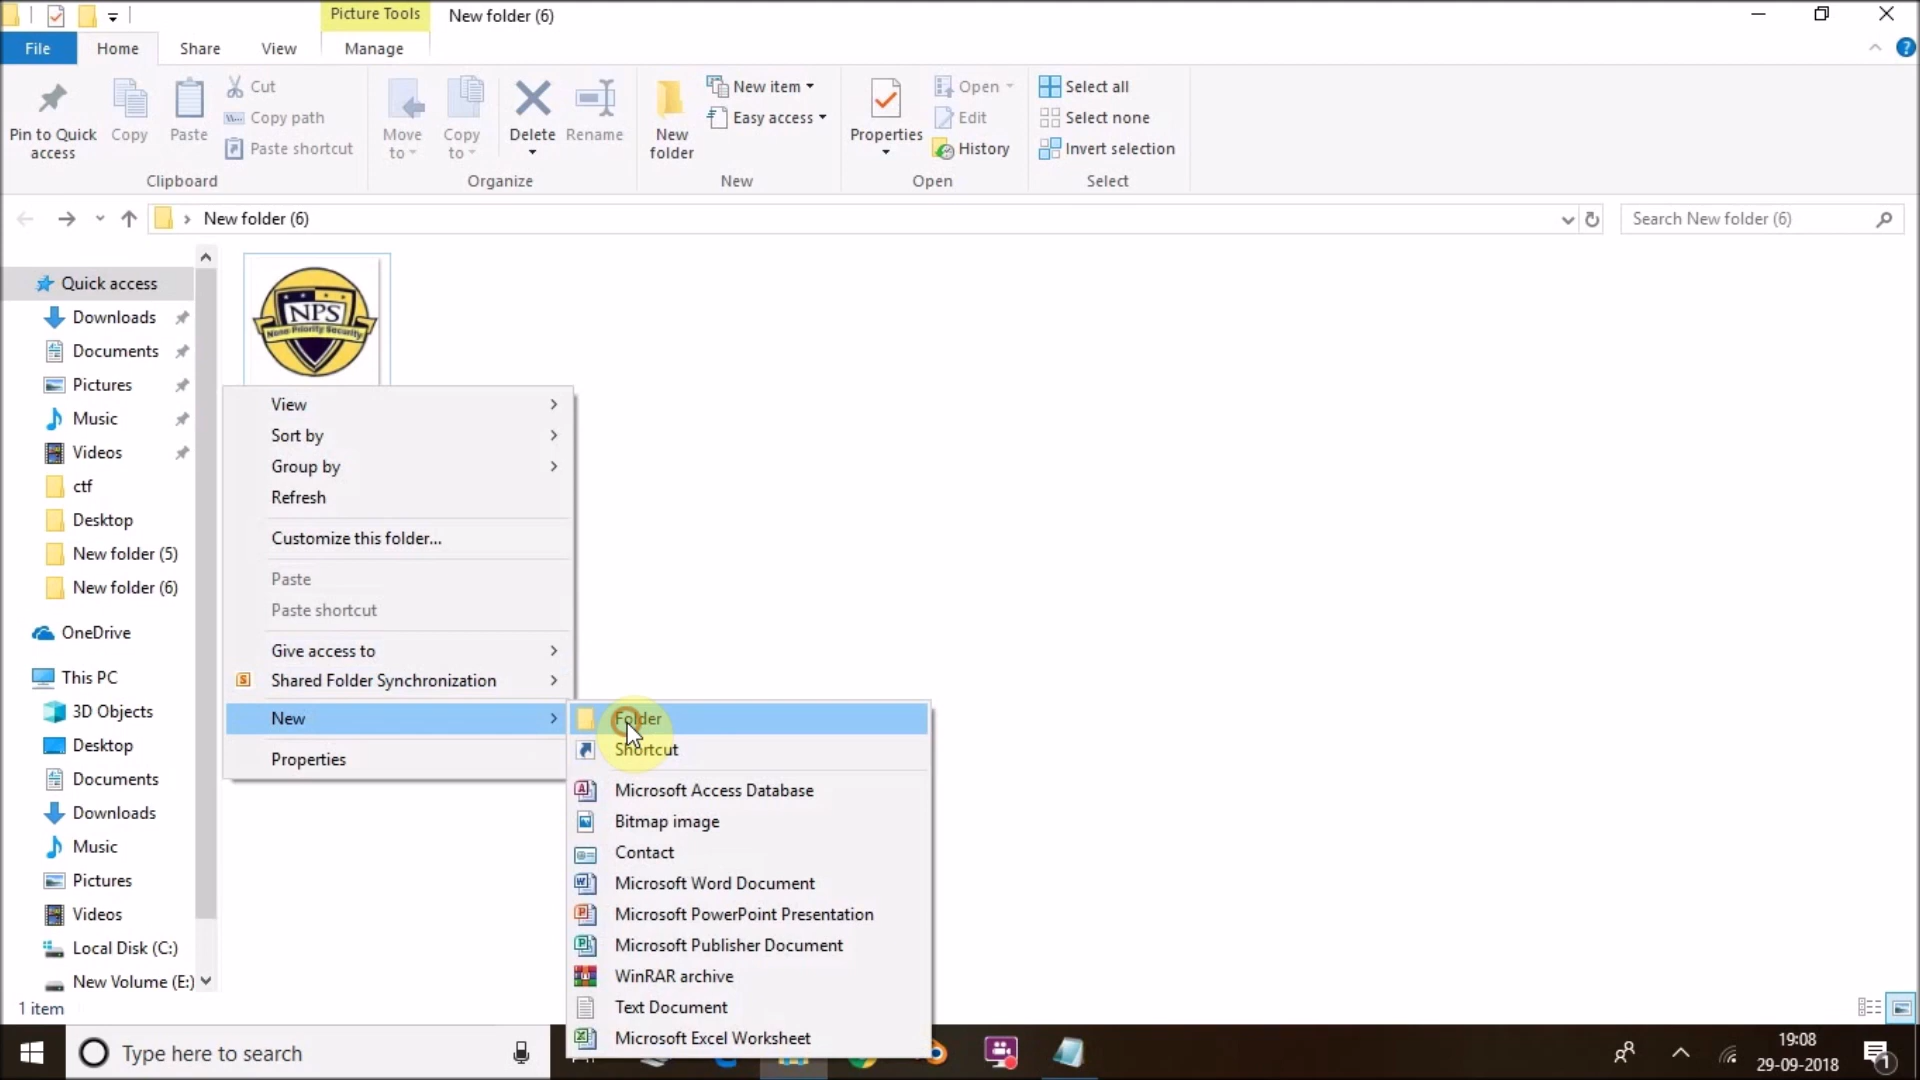 Picture Tools
New folder (6)
File
Home
Share
View
Manage
Pin to Quick
access
Copy
Paste
Cut
Copy path
Paste shortcut
Clipboard
Move
to
Copy
to
Delete
Rename
Organize
New
folder
New item
Easy access
New
Properties
Open
Edit
History
Open
Select all
Select none
Invert selection
Select
New folder (6)
Search New folder (6)
Quick access
Downloads
Documents
Pictures
Music
Videos
ctf
Desktop
New folder (5)
New folder (6)
OneDrive
This PC
3D Objects
Desktop
Documents
Downloads
Music
Pictures
Videos
Local Disk (C:)
New Volume (E:)
NPS
None-Priority Security
View
Sort by
Group by
Refresh
Customize this folder...
Paste
Paste shortcut
Give access to
Shared Folder Synchronization
New
Properties
Folder
Shortcut
Microsoft Access Database
Bitmap image
Contact
Microsoft Word Document
Microsoft PowerPoint Presentation
Microsoft Publisher Document
WinRAR archive
Text Document
Microsoft Excel Worksheet
1 item
Type here to search
19:08
29-09-2018
1